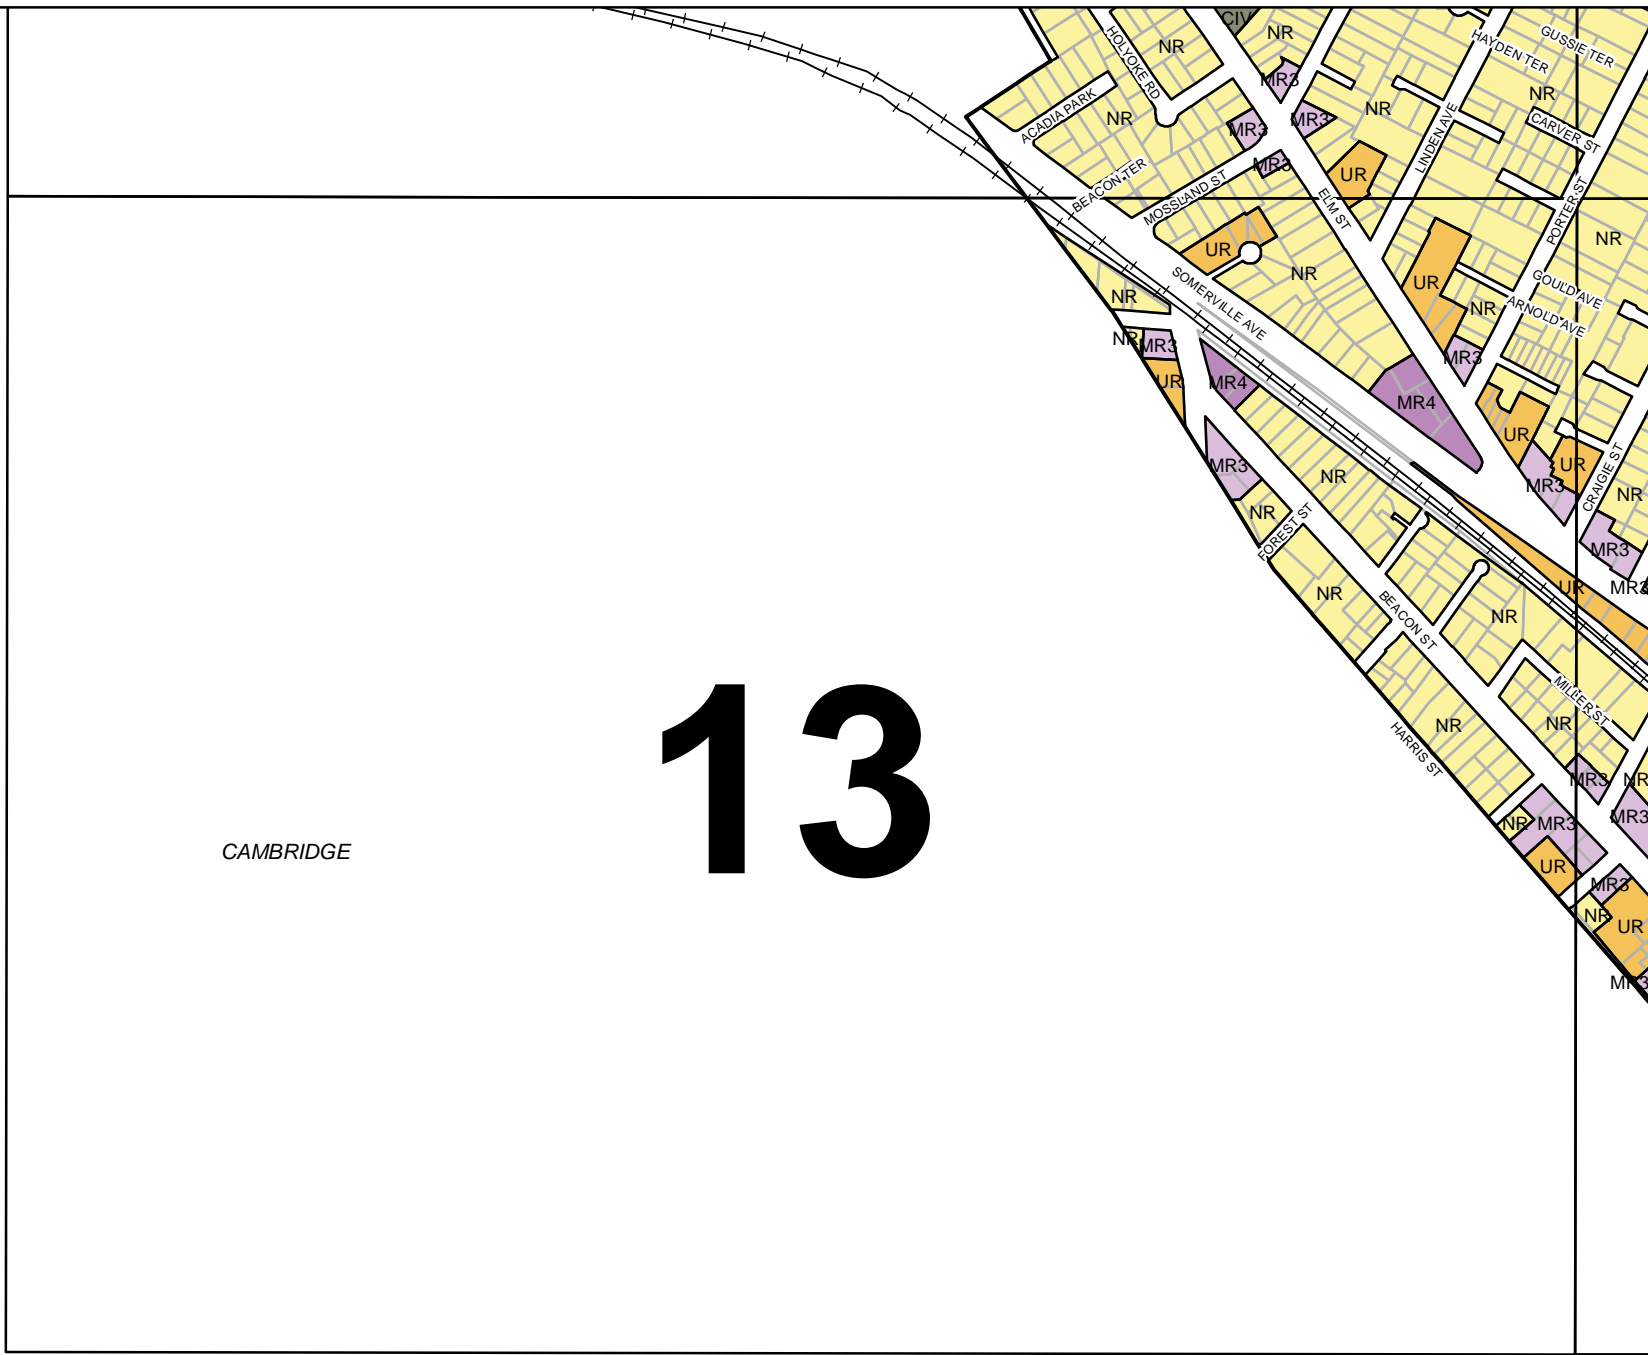 CIV
NR
HOLYOKE RD
NR
HAYDEN TER
GUSSIE TER
MR3
NR
NR
ACADIA PARK
NR
MR3
MR3
CARVER ST
LINDEN AVE
MR3
UR
BEACON TER
MOSSLAND ST
ELM ST
PORTER ST
NR
UR
NR
SOMERVILLE AVE
UR
GOULD AVE
NR
NR
ARNOLD AVE
NR
MR3
MR3
UR
MR4
MR4
UR
MR3
UR
NR
MR3
CRAIGIE ST
NR
NR
FOREST ST
MR3
UR
MR3
NR
BEACON ST
NR
MILLER ST
NR
NR
HARRIS ST
MR3
NR
MR3
NR
MR3
13
CAMBRIDGE
UR
MR3
NR
UR
MR3